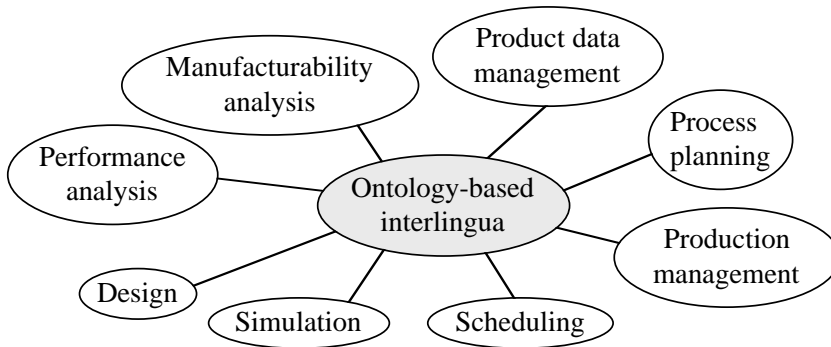 Manufacturability
analysis
Product data
management
Process
planning
Performance
analysis
Ontology-based
interlingua
Production
management
Design
Simulation
Scheduling